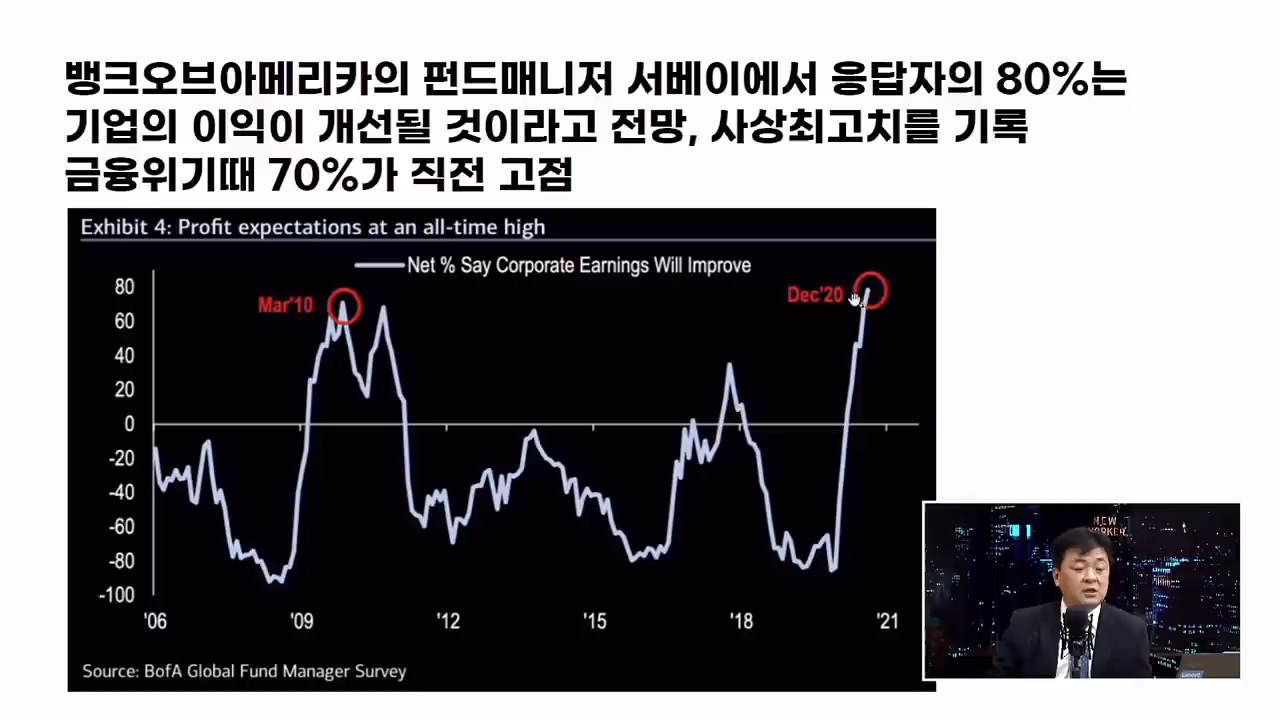 뱅크오브아메리카의 펀드매니저 서베이에서 응답자의 80%는
기업의 이익이 개선될 것이라고 전망, 사상최고치를 기록
금융위기때 70%가 직전 고점
Exhibit 4: Profit expectations at an all-time high
Net % Say Corporate Earnings Will Improve
80
Mar'10
Dec'20
60
40
20
0
-20
-40
-60
-80
-100
'06
'09
'12
'15
'18
'21
Source: BofA Global Fund Manager Survey
NEW
YORKER
Lenovo